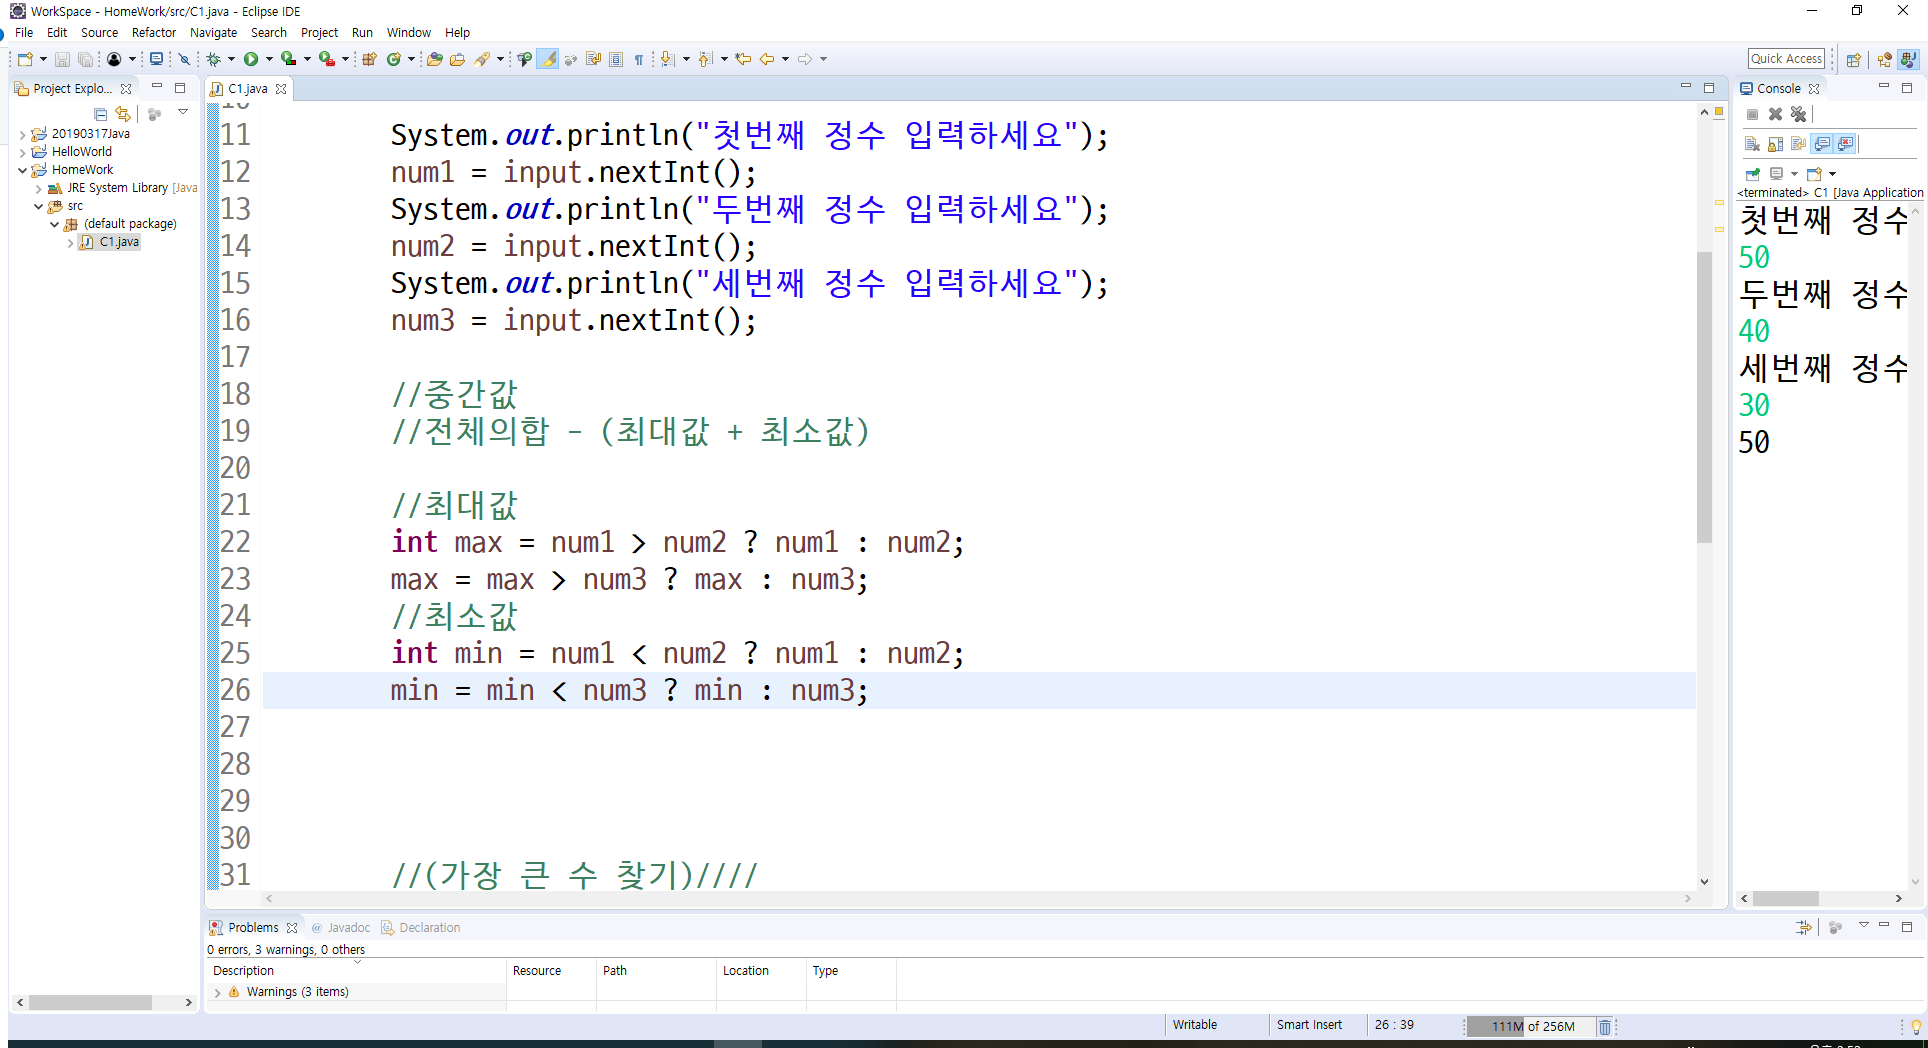 WorkSpace - HomeWork/src/C1.java - Eclipse IDE
File Edit Source Refactor Navigate Search Project Run Window Help
Quick Access
Project Explo...
20190317Java
HelloWorld
HomeWork
JRE System Library [Java
src
(default package)
C1.java
C1.java
11 System.out.println("첫번째 정수 입력하세요");
12 num1 = input.nextInt();
13 System.out.println("두번째 정수 입력하세요");
14 num2 = input.nextInt();
15 System.out.println("세번째 정수 입력하세요");
16 num3 = input.nextInt();
17
18 //중간값
19 //전체의합 - (최대값 + 최소값)
20
21 //최대값
22 int max = num1 > num2 ? num1 : num2;
23 max = max > num3 ? max : num3;
24 //최소값
25 int min = num1 < num2 ? num1 : num2;
26 min = min < num3 ? min : num3;
27
28
29
30
31 //(가장 큰 수 찾기)////
Console
<terminated> C1 [Java Application
첫번째 정수
50
두번째 정수
40
세번째 정수
30
50
Problems @ Javadoc Declaration
0 errors, 3 warnings, 0 others
Description Resource Path Location Type
Warnings (3 items)
Writable Smart Insert 26 : 39 111M of 256M